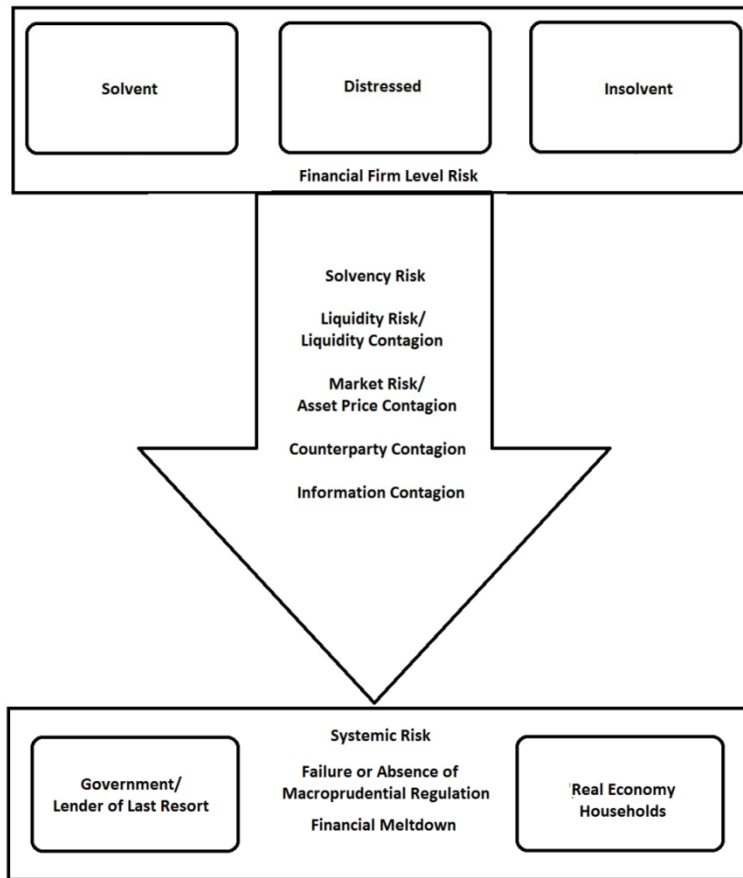 Solvent
Distressed
Insolvent
Financial Firm Level Risk
Solvency Risk
Liquidity Risk/
Liquidity Contagion
Market Risk/
Asset Price Contagion
Counterparty Contagion
Information Contagion
Systemic Risk
Government/
Lender of Last Resort
Failure or Absence of
Macroprudential Regulation
Financial Meltdown
Real Economy
Households